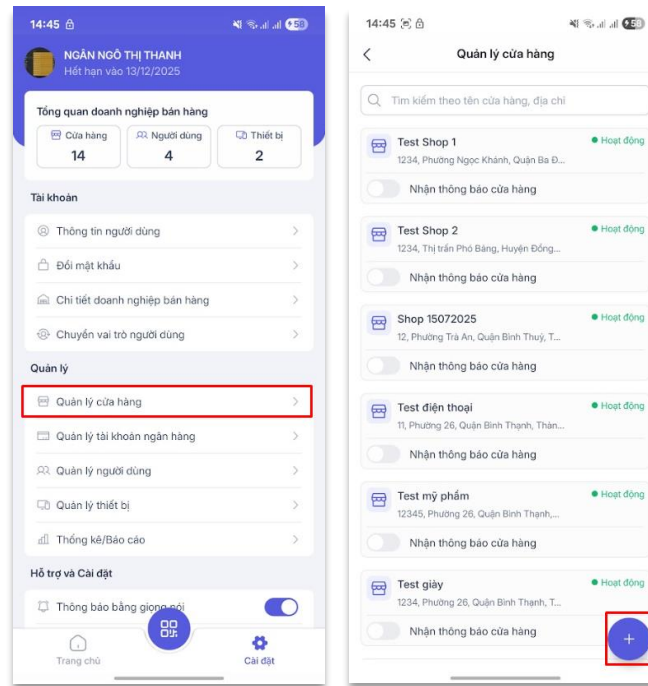 14:45
58
NGÂN NGÔ THỊ THANH
Hết hạn vào 13/12/2025
Tổng quan doanh nghiệp bán hàng
Cửa hàng
14
Người dùng
4
Thiết bị
2
Tài khoản
Thông tin người dùng
Đổi mật khẩu
Chi tiết doanh nghiệp bán hàng
Chuyển vai trò người dùng
Quản lý
Quản lý cửa hàng
Quản lý tài khoản ngân hàng
Quản lý người dùng
Quản lý thiết bị
Thống kê/Báo cáo
Hỗ trợ và Cài đặt
Thông báo bằng giọng nói
Trang chủ
Cài đặt
14:45
58
Quản lý cửa hàng
Tìm kiếm theo tên cửa hàng, địa chỉ
Test Shop 1
Hoạt động
1234, Phường Ngọc Khánh, Quận Ba Đ...
Nhận thông báo cửa hàng
Test Shop 2
Hoạt động
1234, Thị trấn Phó Bảng, Huyện Đồng...
Nhận thông báo cửa hàng
Shop 15072025
Hoạt động
12, Phường Trà An, Quận Bình Thuỷ, T...
Nhận thông báo cửa hàng
Test điện thoại
Hoạt động
11, Phường 26, Quận Bình Thạnh, Thàn...
Nhận thông báo cửa hàng
Test mỹ phẩm
Hoạt động
12345, Phường 26, Quận Bình Thạnh,...
Nhận thông báo cửa hàng
Test giày
Hoạt động
1234, Phường 26, Quận Bình Thạnh, T...
Nhận thông báo cửa hàng
+